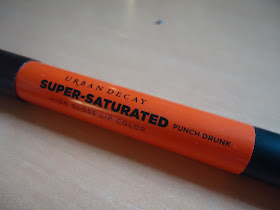 URBAN DECAY
SUPER-SATURATED
HIGH GLOSS LIP COLOR
PUNCH DRUNK